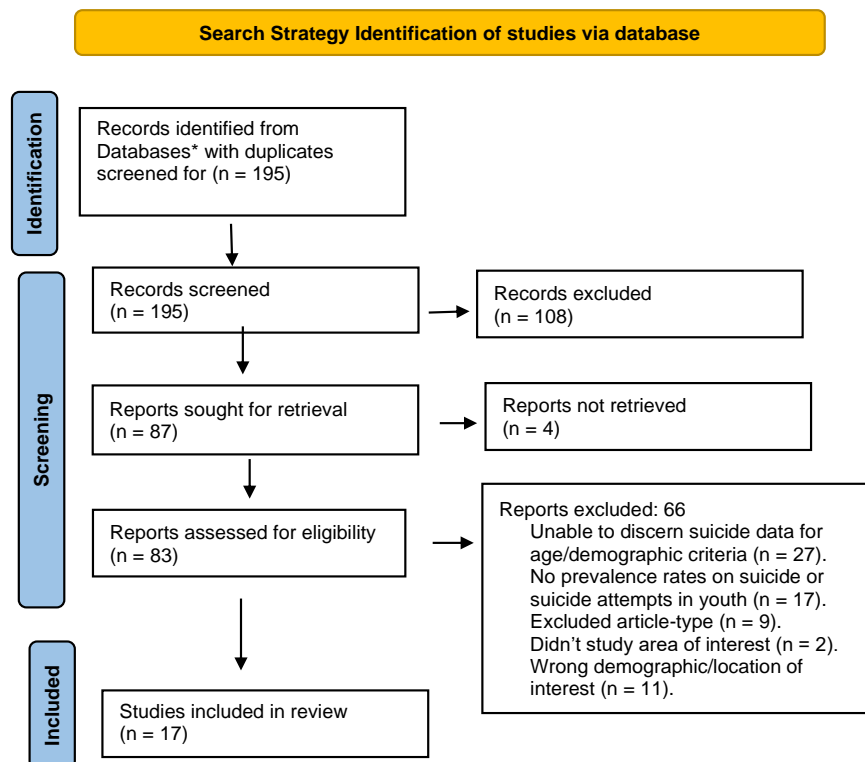 Search Strategy Identification of studies via database
Identification
Records identified from
Databases* with duplicates
screened for (n = 195)
Screening
Records screened
(n = 195)
Records excluded
(n = 108)
Reports sought for retrieval
(n = 87)
Reports not retrieved
(n = 4)
Reports assessed for eligibility
(n = 83)
Reports excluded: 66
Unable to discern suicide data for
age/demographic criteria (n = 27).
No prevalence rates on suicide or
suicide attempts in youth (n = 17).
Excluded article-type (n = 9).
Didn't study area of interest (n = 2).
Wrong demographic/location of
interest (n = 11).
Included
Studies included in review
(n = 17)